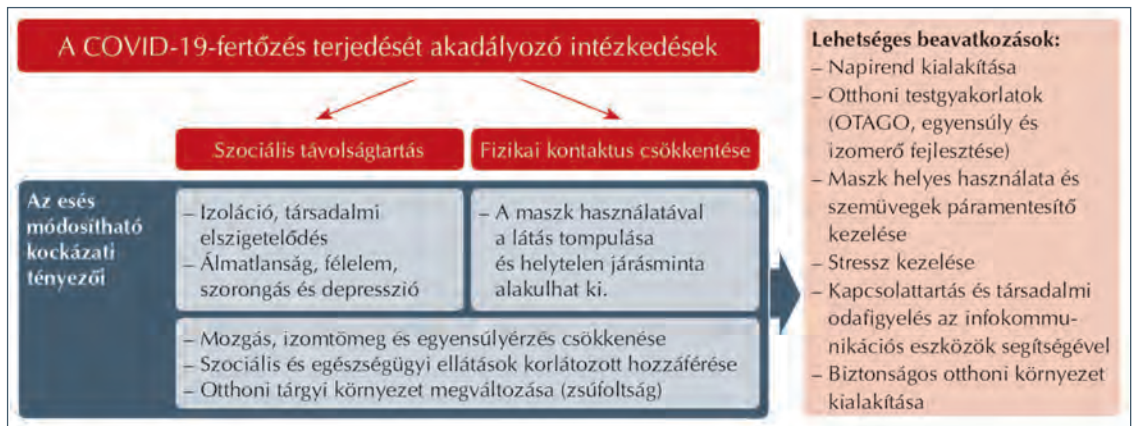 A COVID-19-fertőzés terjedését akadályozó intézkedések
Szociális távolságtartás
Fizikai kontaktus csökkentése
Az esés
módosítható
kockázati
tényezői
– Izoláció, társadalmi
elszigetelődés
– Álmatlanság, félelem,
szorongás és depresszió
– A maszk használatával
a látás tompulása
és helytelen járásminta
alakulhat ki.
– Mozgás, izomtömeg és egyensúlyérzés csökkenése
– Szociális és egészségügyi ellátások korlátozott hozzáférése
– Otthoni tárgyi környezet megváltozása (zsúfoltság)
Lehetséges beavatkozások:
– Napirend kialakítása
– Otthoni testgyakorlatok
(OTAGO, egyensúly és
izomerő fejlesztése)
– Maszk helyes használata és
szemüvegek páramentesítő
kezelése
– Stressz kezelése
– Kapcsolattartás és társadalmi
odafigyelés az infokommu-
nikációs eszközök segítségével
– Biztonságos otthoni környezet
kialakítása